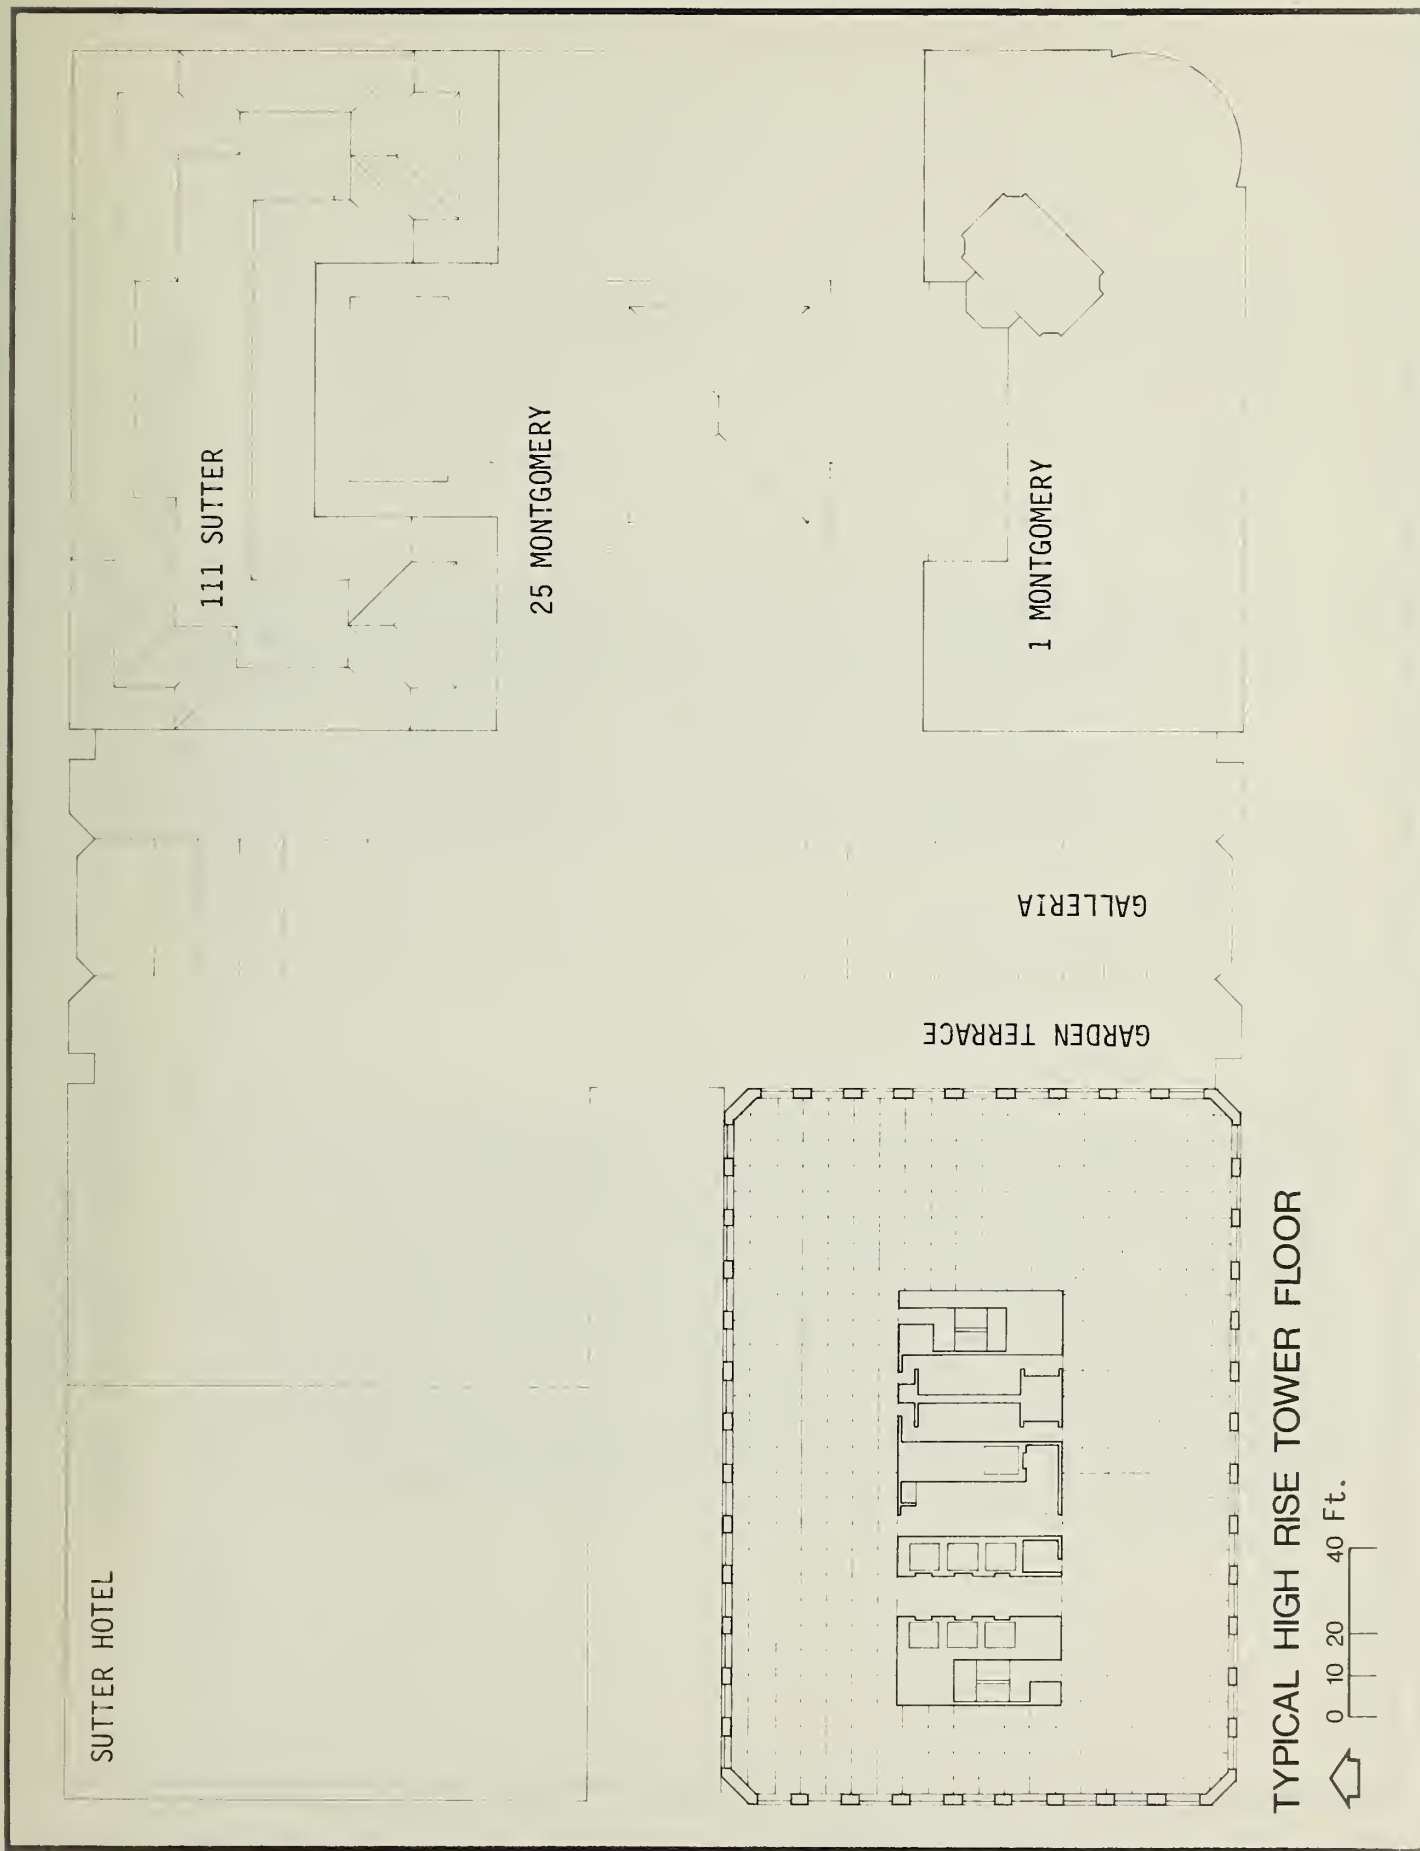 SUTTER HOTEL
111 SUTTER
25 MONTGOMERY
1 MONTGOMERY
GALLERIA
GARDEN TERRACE
TYPICAL HIGH RISE TOWER FLOOR
0 10 20 40 Ft.